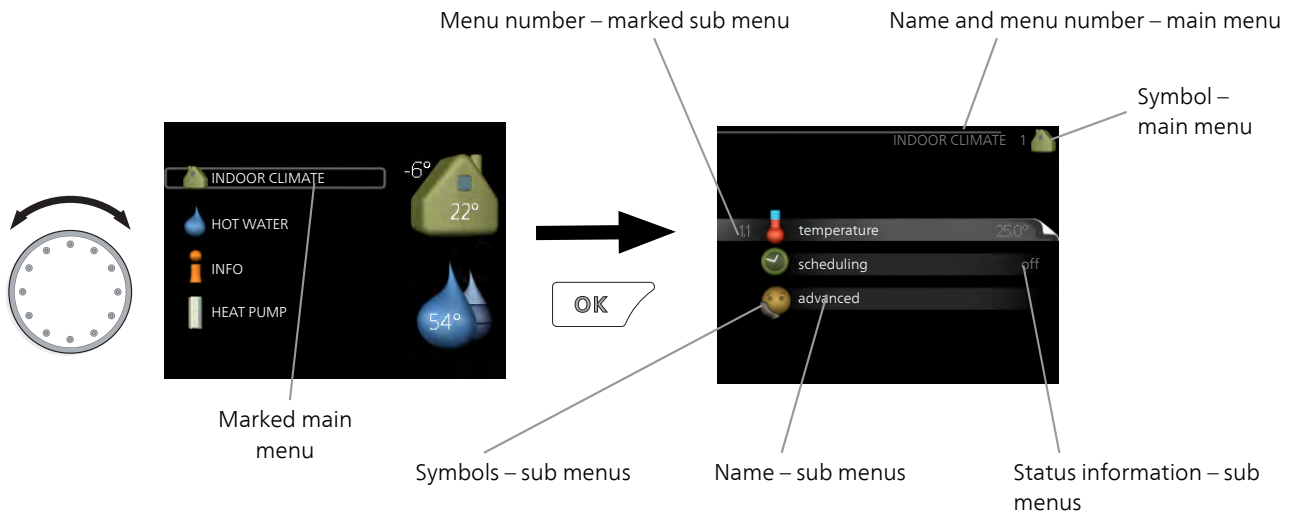 Menu number – marked sub menu
Name and menu number – main menu
Symbol –
main menu
INDOOR CLIMATE
-6°
22°
HOT WATER
INFO
HEAT PUMP
54°
OK
INDOOR CLIMATE 1
1.1 temperature 25.0°
scheduling off
advanced
Marked main
menu
Symbols – sub menus
Name – sub menus
Status information – sub
menus